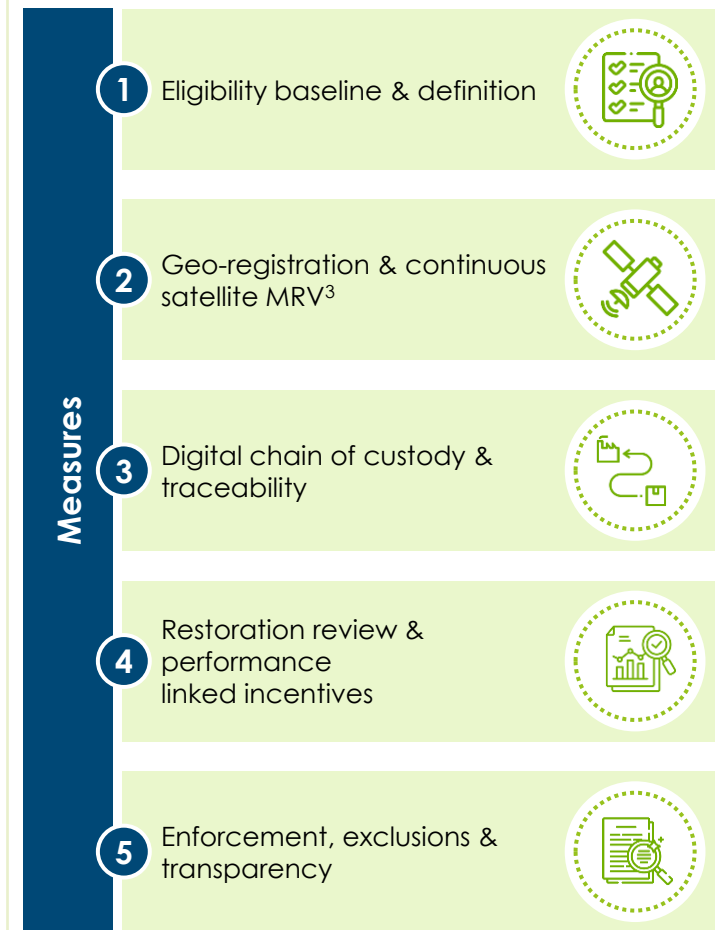 Measures
1
Eligibility baseline & definition
2
Geo-registration & continuous
satellite MRV³
3
Digital chain of custody &
traceability
4
Restoration review &
performance
linked incentives
5
Enforcement, exclusions &
transparency